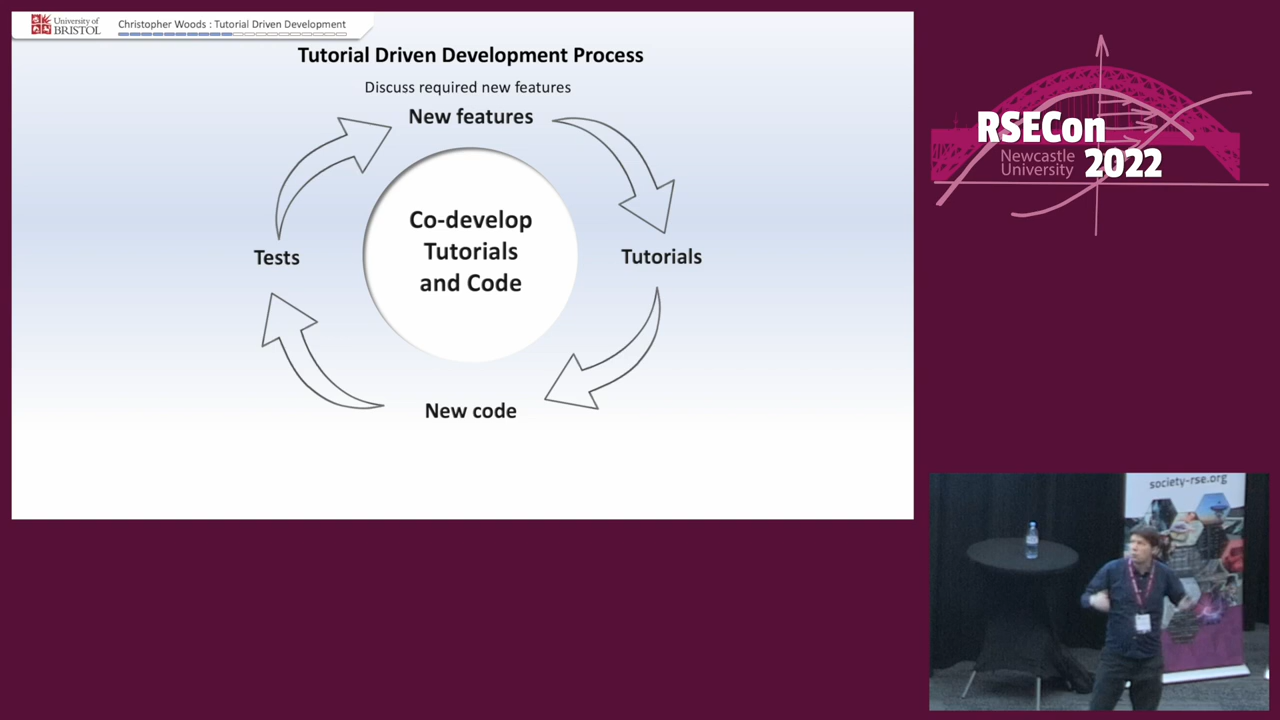 University of
BRISTOL
Christopher Woods : Tutorial Driven Development
Tutorial Driven Development Process
Discuss required new features
New features
Co-develop
Tutorials
and Code
Tests
Tutorials
New code
RSECon
Newcastle
University
2022
society-rse.org